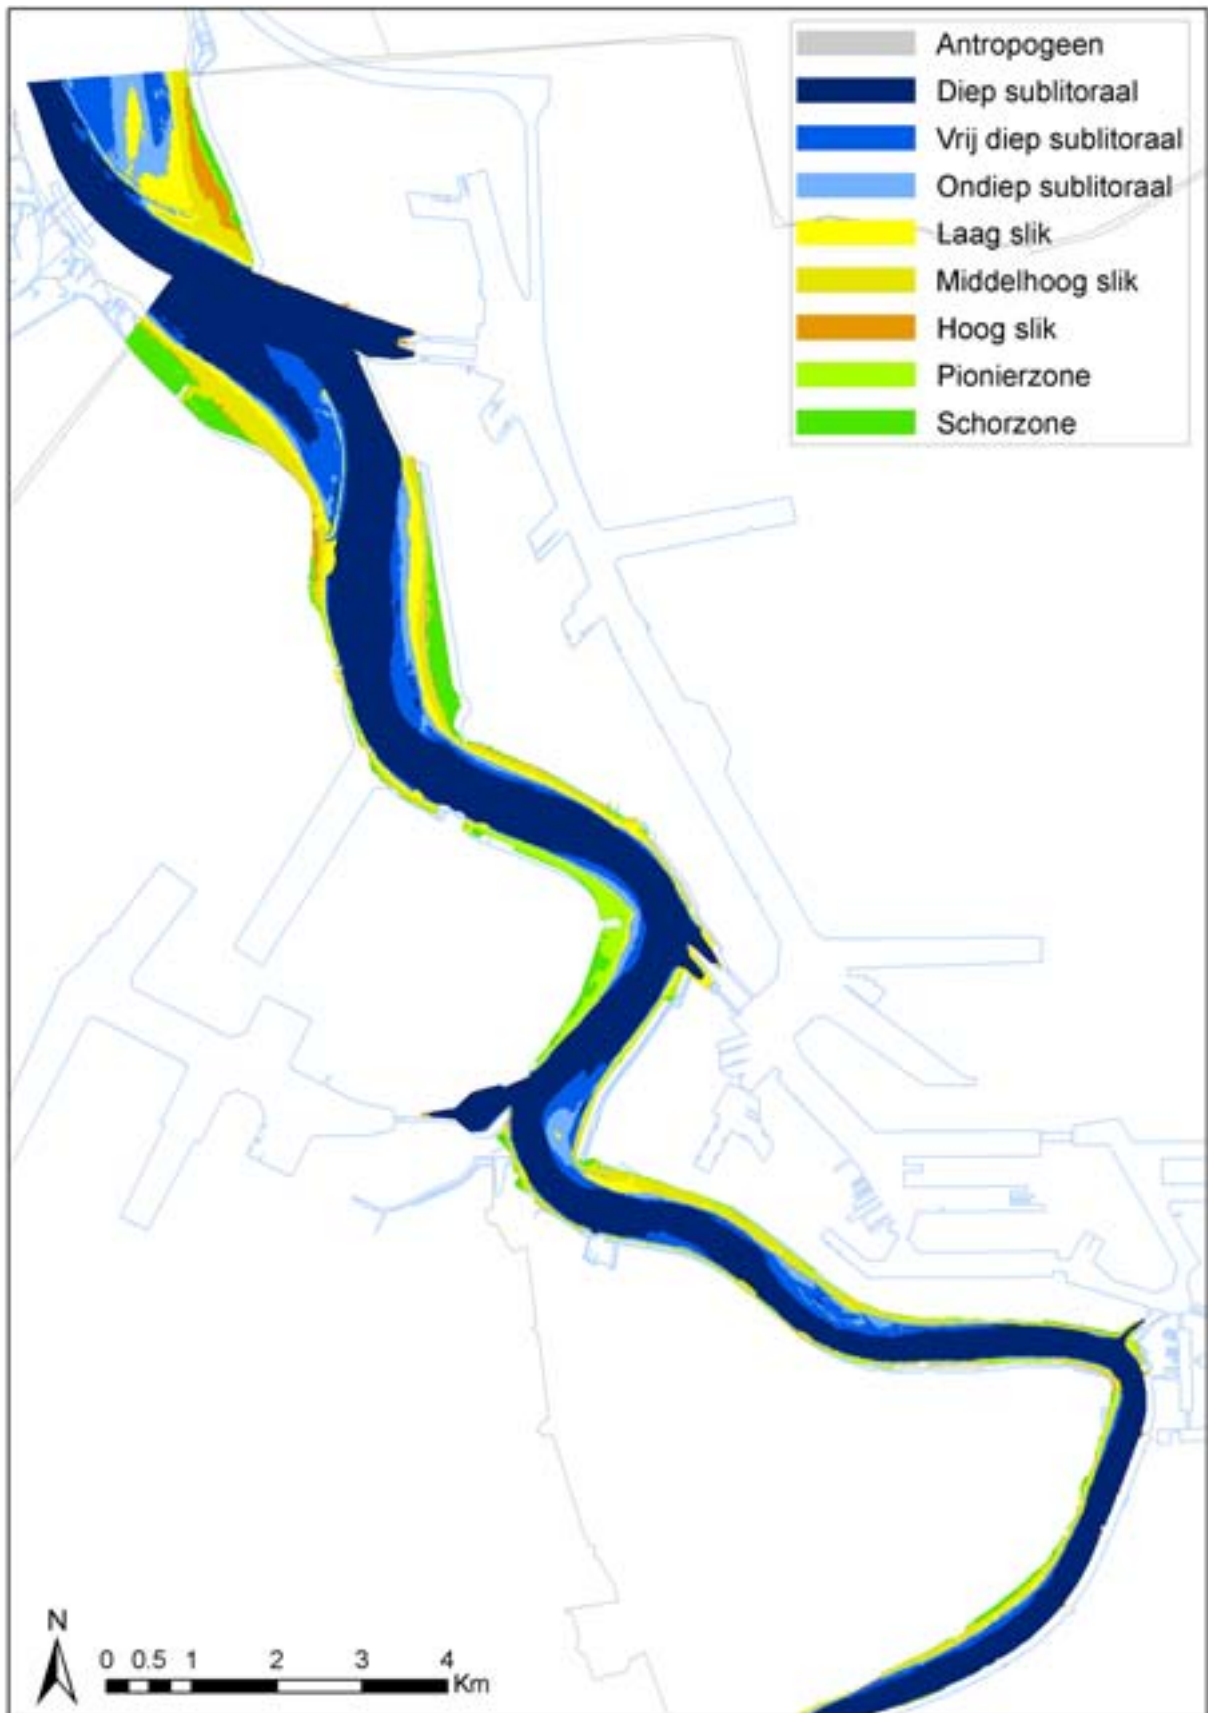 Antropogeen
Diep sublitoraal
Vrij diep sublitoraal
Ondiep sublitoraal
Laag slik
Middelhoog slik
Hoog slik
Pionierzone
Schorzone
N
0 0.5 1 2 3 4
Km